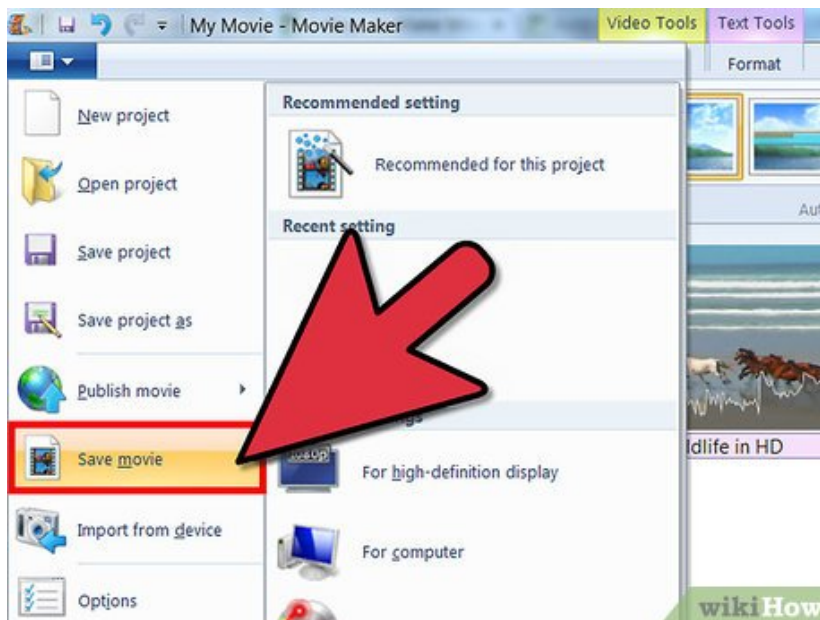 My Movie - Movie Maker
Video Tools
Text Tools
Format
New project
Open project
Save project
Save project as
Publish movie
Save movie
Import from device
Options
Recommended setting
Recommended for this project
Recent setting
1080p
For high-definition display
For computer
dlife in HD
wikiHow